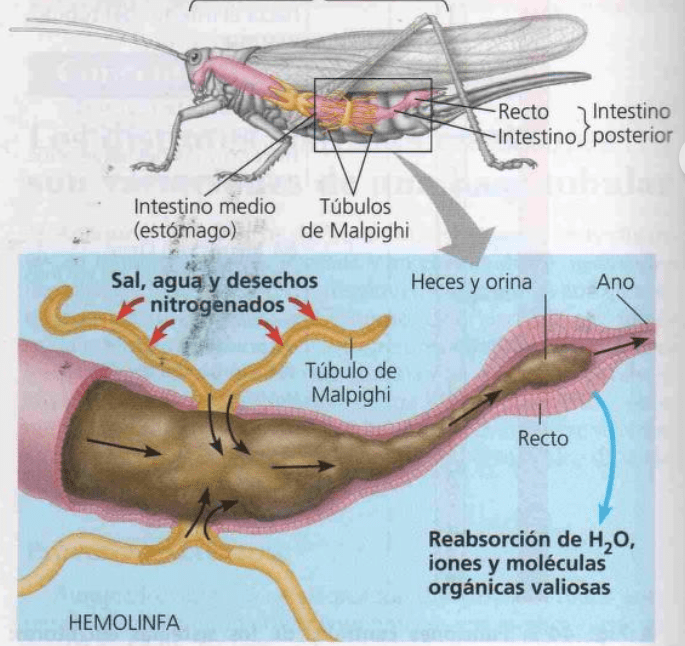 Recto
Intestino
Intestino
posterior
Intestino medio
(estómago)
Túbulos
de Malpighi
Sal, agua y desechos
nitrogenados
Heces y orina
Ano
Túbulo de
Malpighi
Recto
Reabsorción de H₂O,
iones y moléculas
orgánicas valiosas
HEMOLINFA